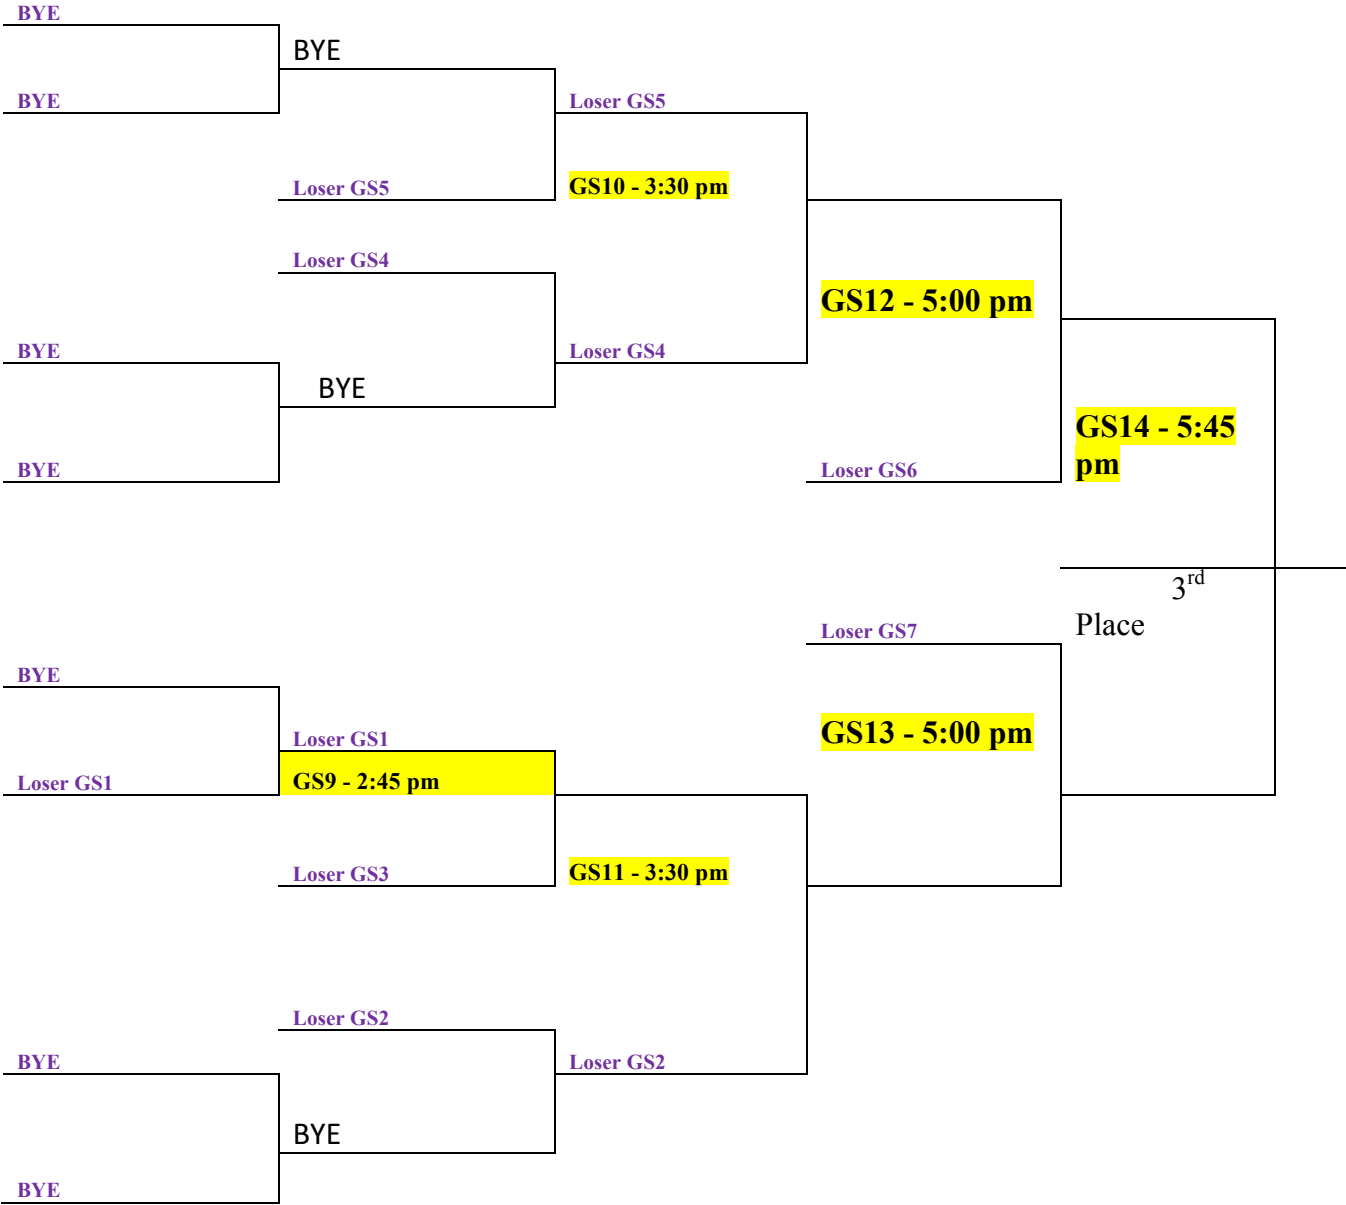 BYE
BYE
BYE
Loser GS5
Loser GS5
GS10 - 3:30 pm
Loser GS4
GS12 - 5:00 pm
BYE
Loser GS4
BYE
GS14 - 5:45
pm
BYE
Loser GS6
3rd
Place
Loser GS7
BYE
GS13 - 5:00 pm
Loser GS1
Loser GS1
GS9 - 2:45 pm
Loser GS3
GS11 - 3:30 pm
Loser GS2
BYE
Loser GS2
BYE
BYE